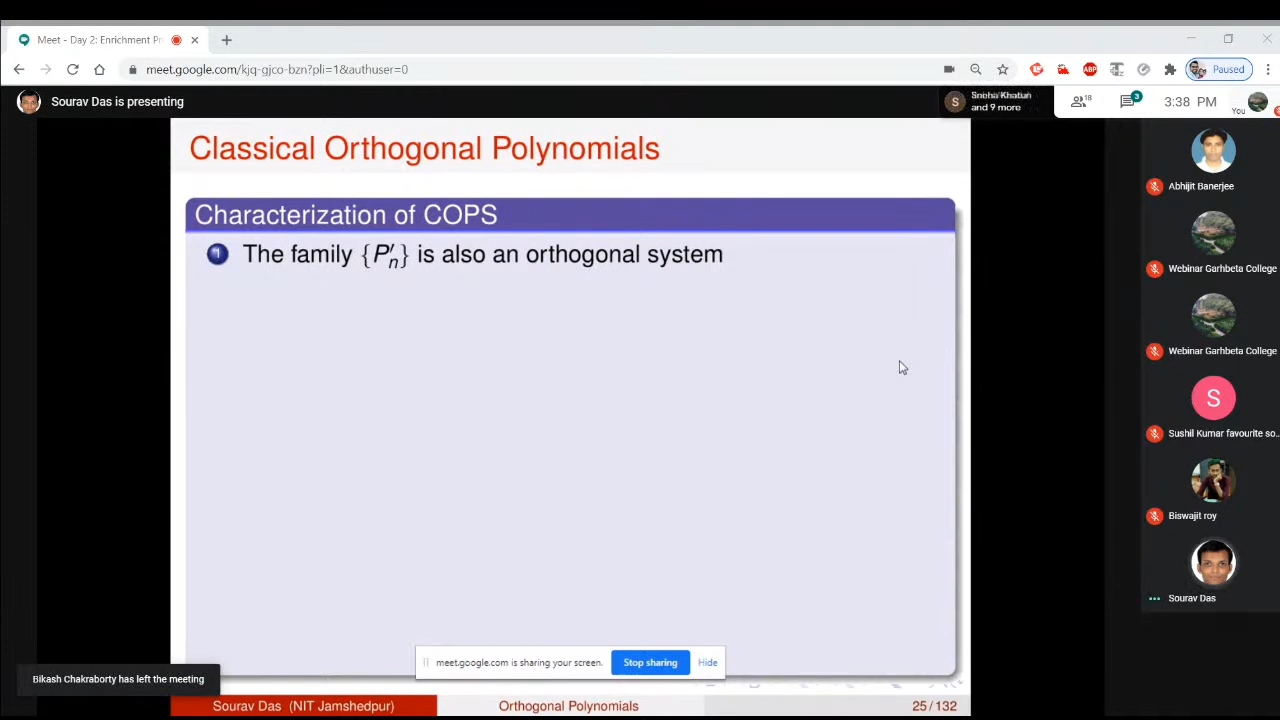 Meet - Day 2: Enrichment Pr
meet.google.com/kjq-gjco-bzn?pli=1&authuser=0
ABP
Paused
Sourav Das is presenting
S
Sneha Khatun
and 9 more
18
3
3:38 PM
You
Classical Orthogonal Polynomials
Characterization of COPS
1 The family {P′n} is also an orthogonal system
Abhijit Banerjee
Webinar Garhbeta College
Webinar Garhbeta College
S
Sushil Kumar favourite so...
Biswajit roy
Sourav Das
meet.google.com is sharing your screen.
Stop sharing
Hide
Bikash Chakraborty has left the meeting
Sourav Das (NIT Jamshedpur)
Orthogonal Polynomials
25 / 132